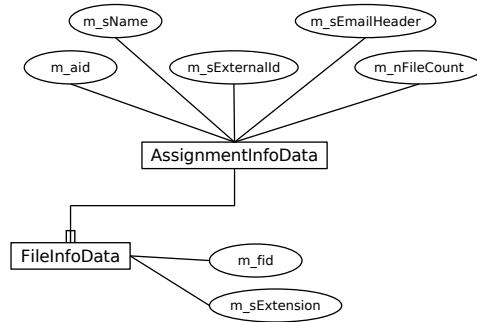 m_sName
m_sEmailHeader
m_aid
m_sExternalId
m_nFileCount
AssignmentInfoData
FileInfoData
m_fid
m_sExtension